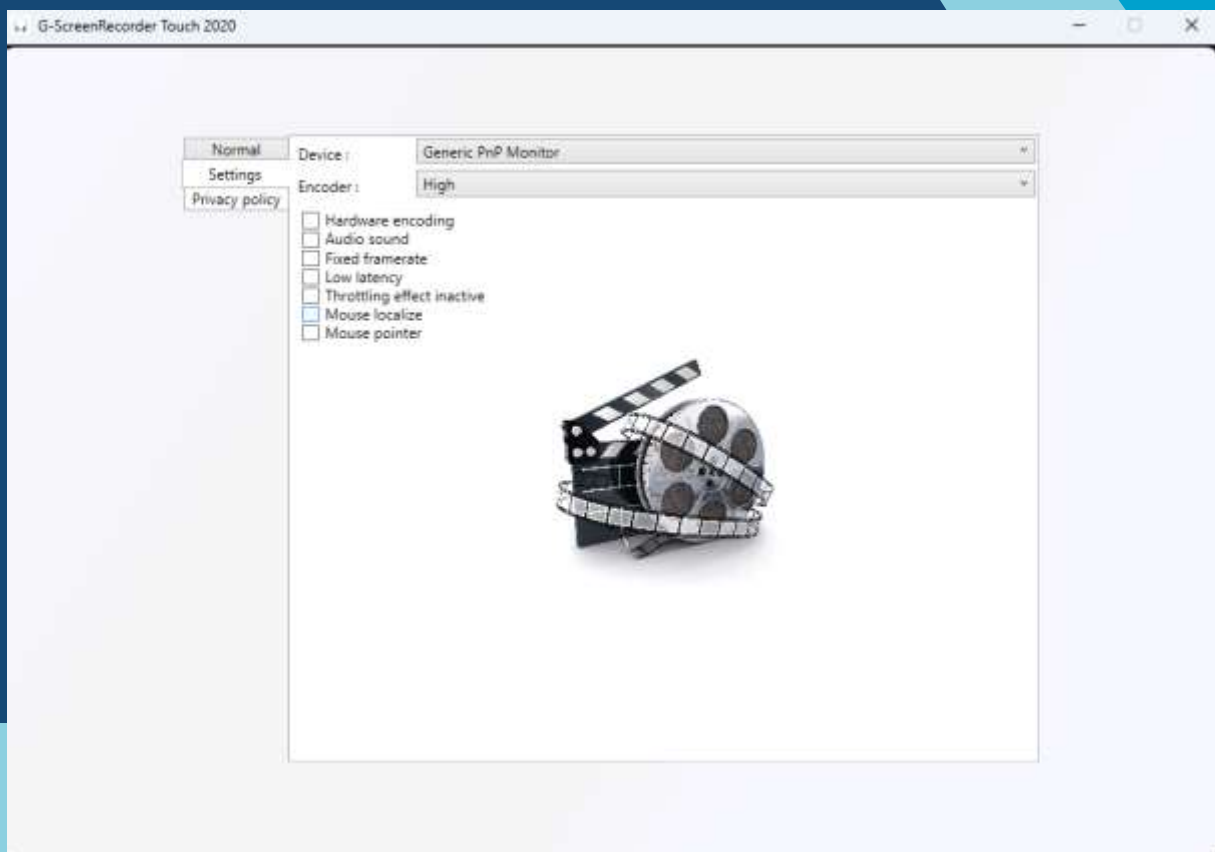 G-ScreenRecorder Touch 2020
Normal
Settings
Privacy policy
Device :
Generic PnP Monitor
Encoder :
High
Hardware encoding
Audio sound
Fixed framerate
Low latency
Throttling effect inactive
Mouse localize
Mouse pointer